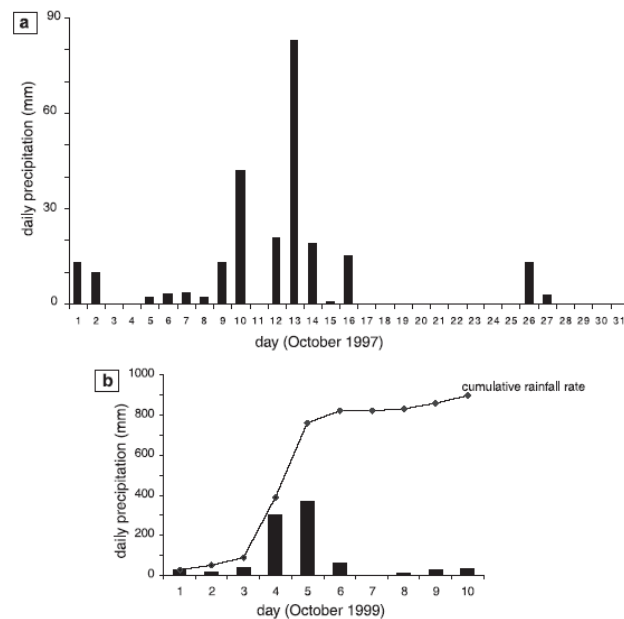 a
daily precipitation (mm)
90
60
30
0
1 2 3 4 5 6 7 8 9 10 11 12 13 14 15 16 17 18 19 20 21 22 23 24 25 26 27 28 29 30 31
day (October 1997)
b
cumulative rainfall rate
daily precipitation (mm)
1000
800
600
400
200
0
1 2 3 4 5 6 7 8 9 10
day (October 1999)